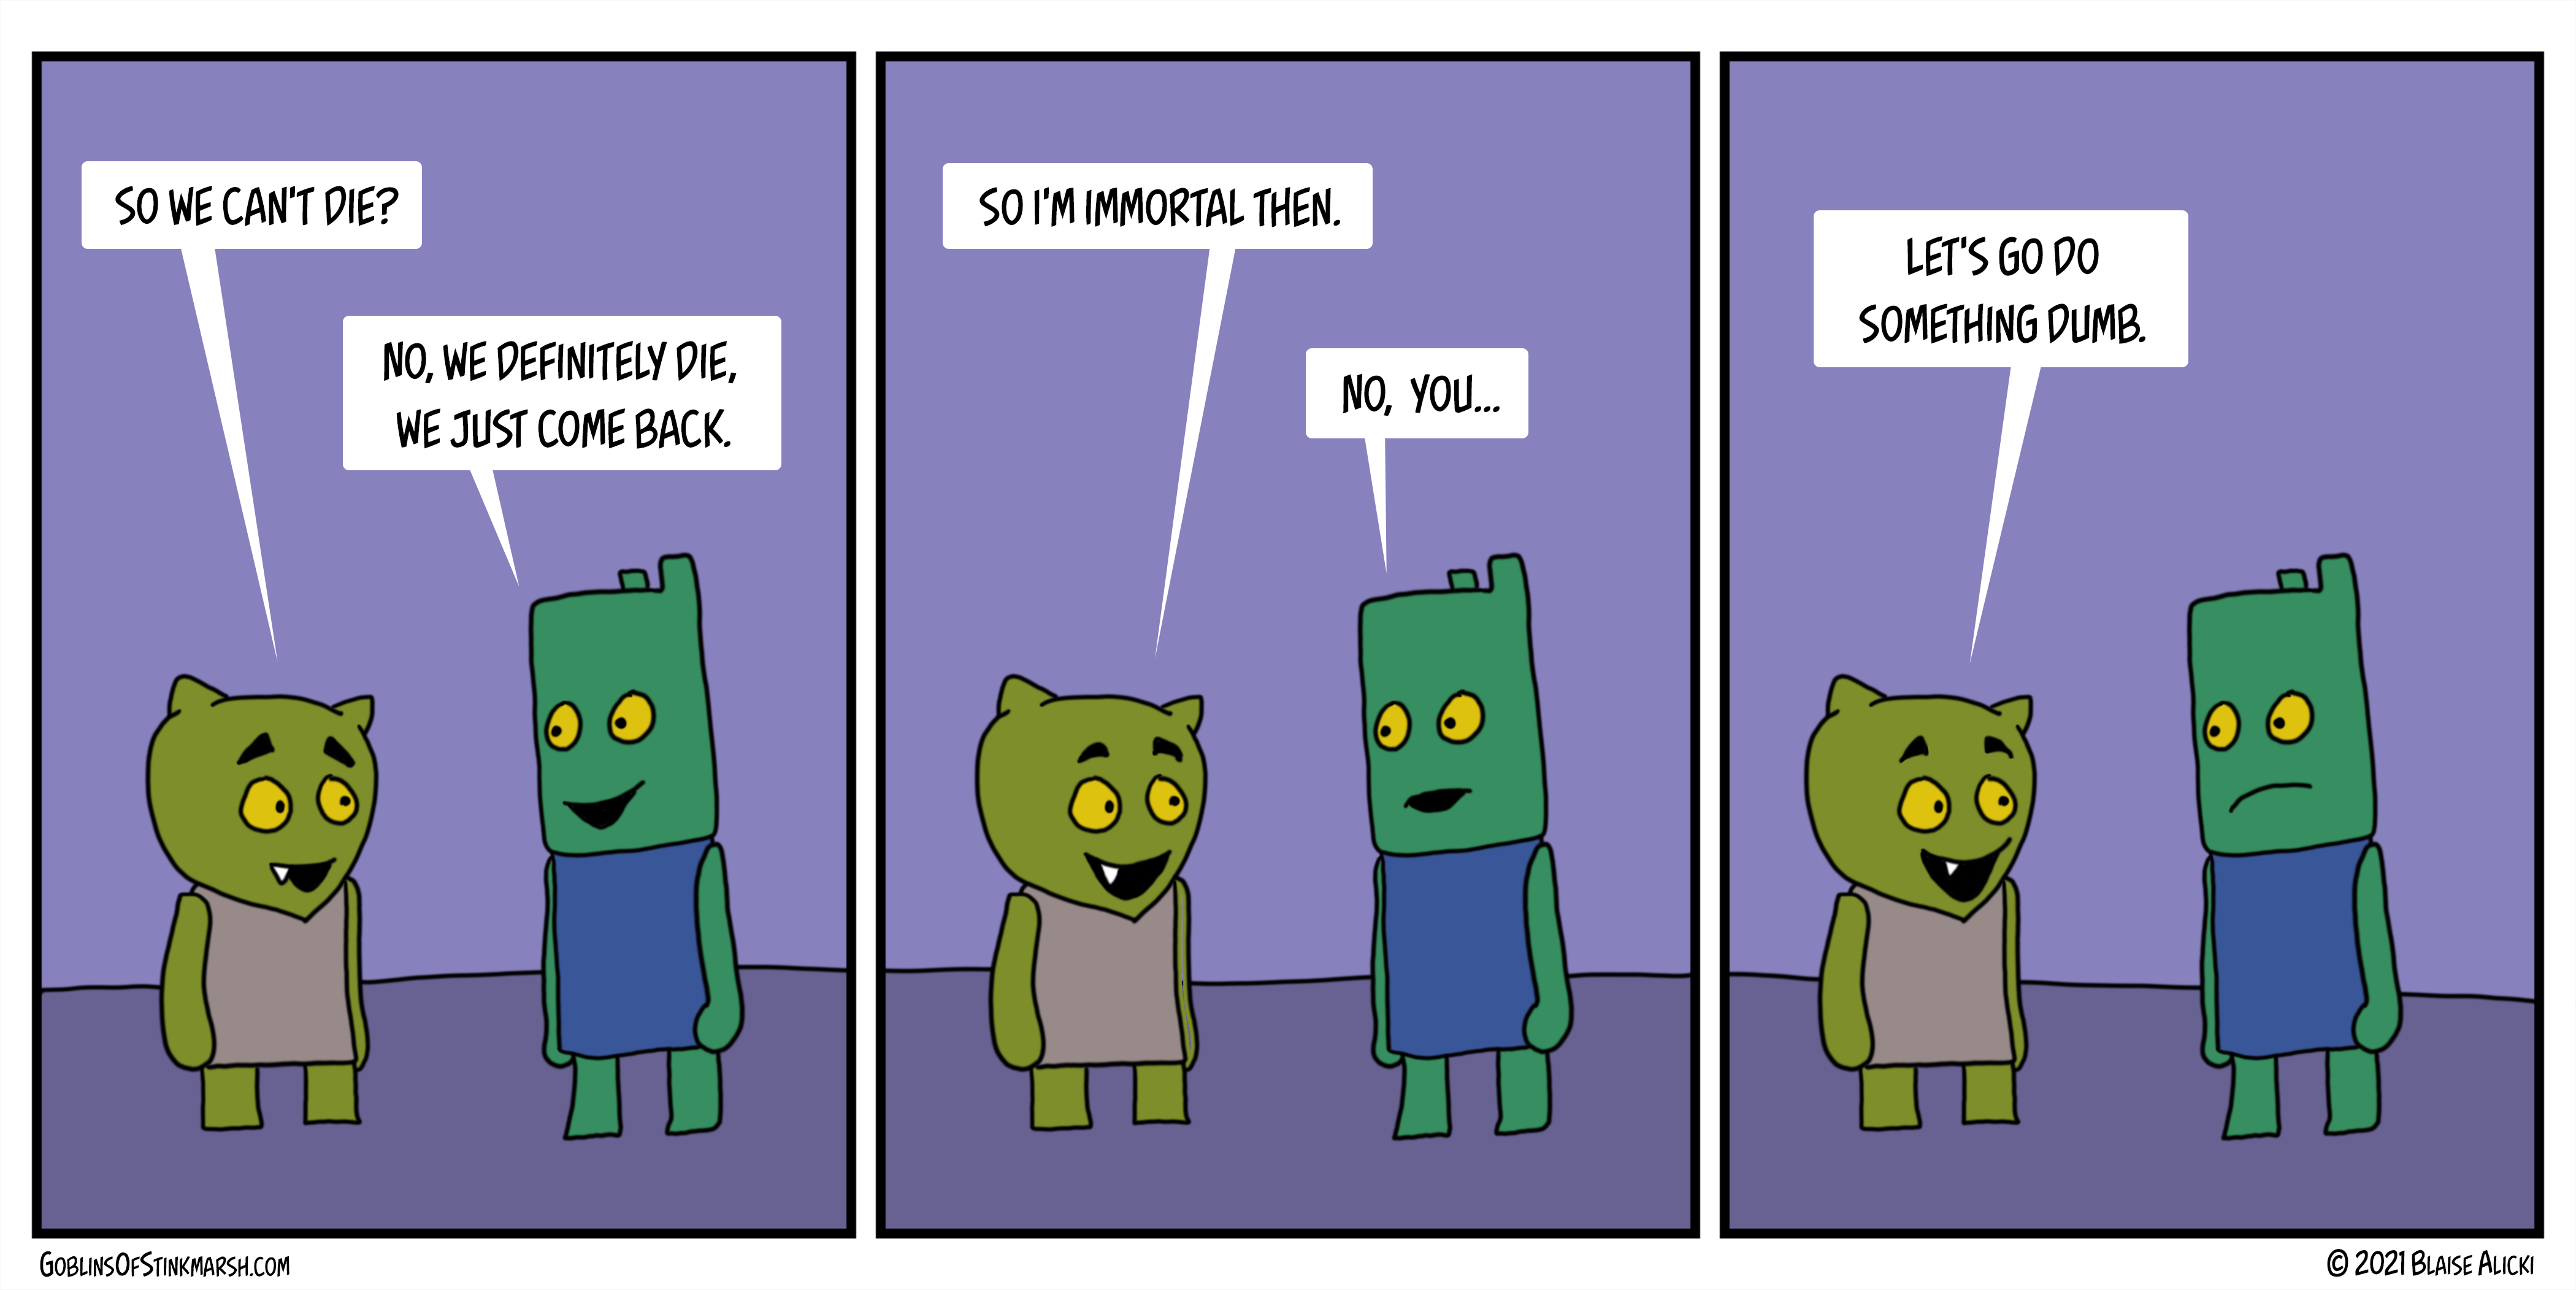 SO WE CAN'T DIE?
NO, WE DEFINITELY DIE,
WE JUST COME BACK.
SO I'M IMMORTAL THEN.
NO, YOU...
LET'S GO DO
SOMETHING DUMB.
GOBLINSOFSTINKMARSH.COM
© 2021 BLAISE ALICKI